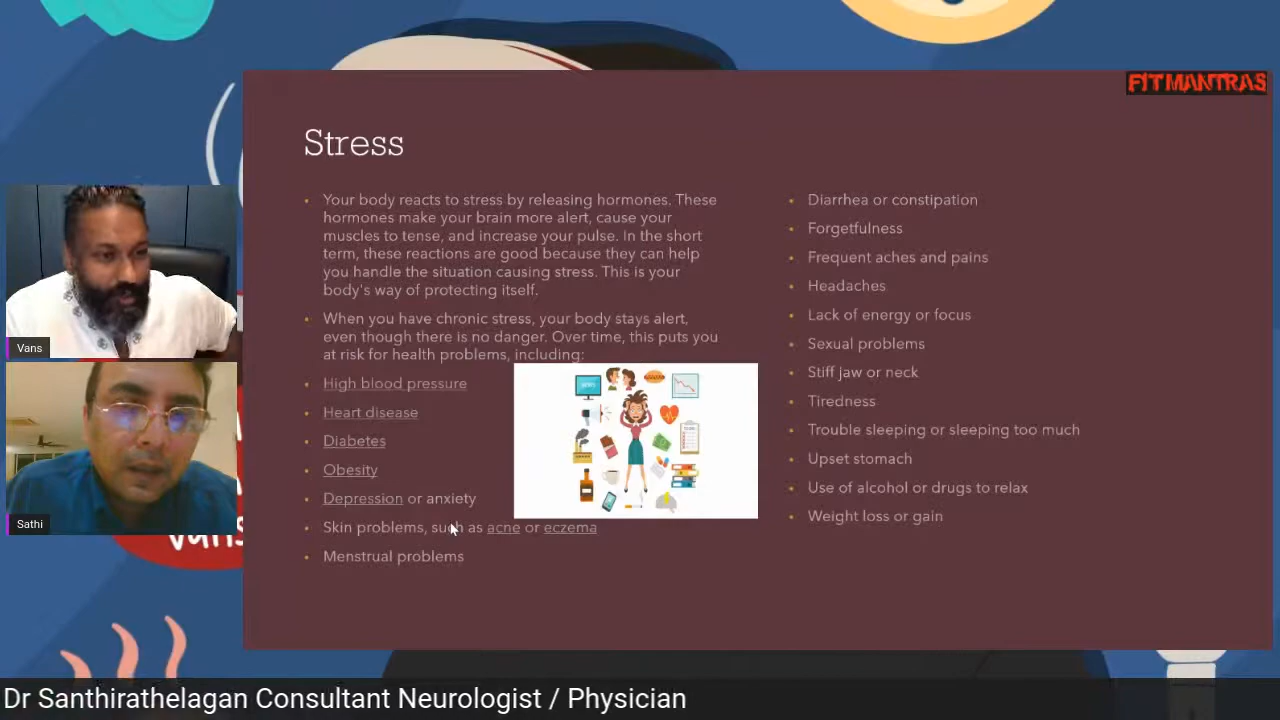 FITMANTRAS
Stress
Your body reacts to stress by releasing hormones. These
hormones make your brain more alert, cause your
muscles to tense, and increase your pulse. In the short
term, these reactions are good because they can help
you handle the situation causing stress. This is your
body's way of protecting itself.
When you have chronic stress, your body stays alert,
even though there is no danger. Over time, this puts you
at risk for health problems, including:
High blood pressure
Heart disease
Diabetes
Obesity
Depression or anxiety
Skin problems, such as acne or eczema
Menstrual problems
Diarrhea or constipation
Forgetfulness
Frequent aches and pains
Headaches
Lack of energy or focus
Sexual problems
Stiff jaw or neck
Tiredness
Trouble sleeping or sleeping too much
Upset stomach
Use of alcohol or drugs to relax
Weight loss or gain
Vans
Sathi
Dr Santhirathelagan Consultant Neurologist / Physician